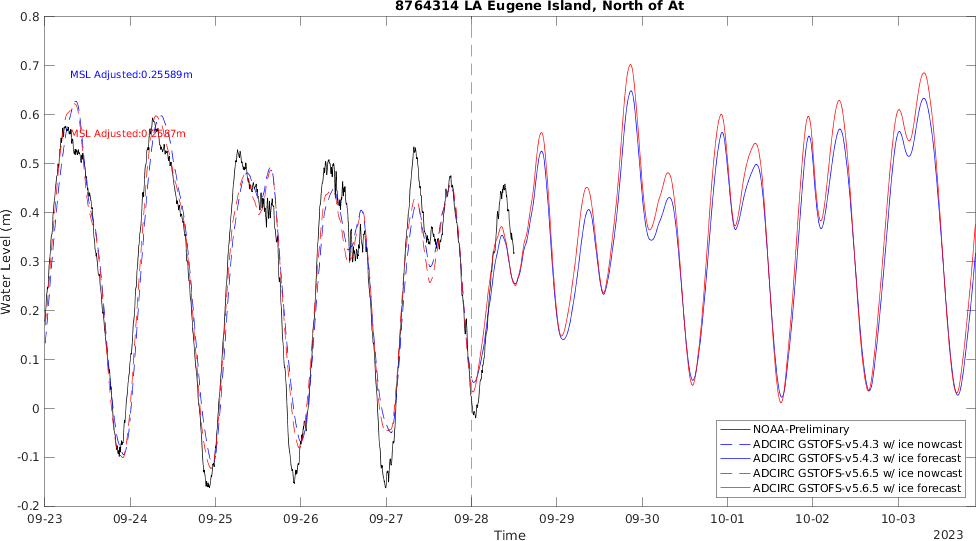 8764314 LA Eugene Island, North of At
0.8
0.7
0.6
0.5
0.4
0.3
0.2
0.1
0
-0.1
-0.2
Water Level (m)
MSL Adjusted:0.25589m
MSL Adjusted:0.2587m
NOAA-Preliminary
ADCIRC GSTOFS-v5.4.3 w/ ice nowcast
ADCIRC GSTOFS-v5.4.3 w/ ice forecast
ADCIRC GSTOFS-v5.6.5 w/ ice nowcast
ADCIRC GSTOFS-v5.6.5 w/ ice forecast
09-23 09-24 09-25 09-26 09-27 09-28 09-29 09-30 10-01 10-02 10-03
Time
2023